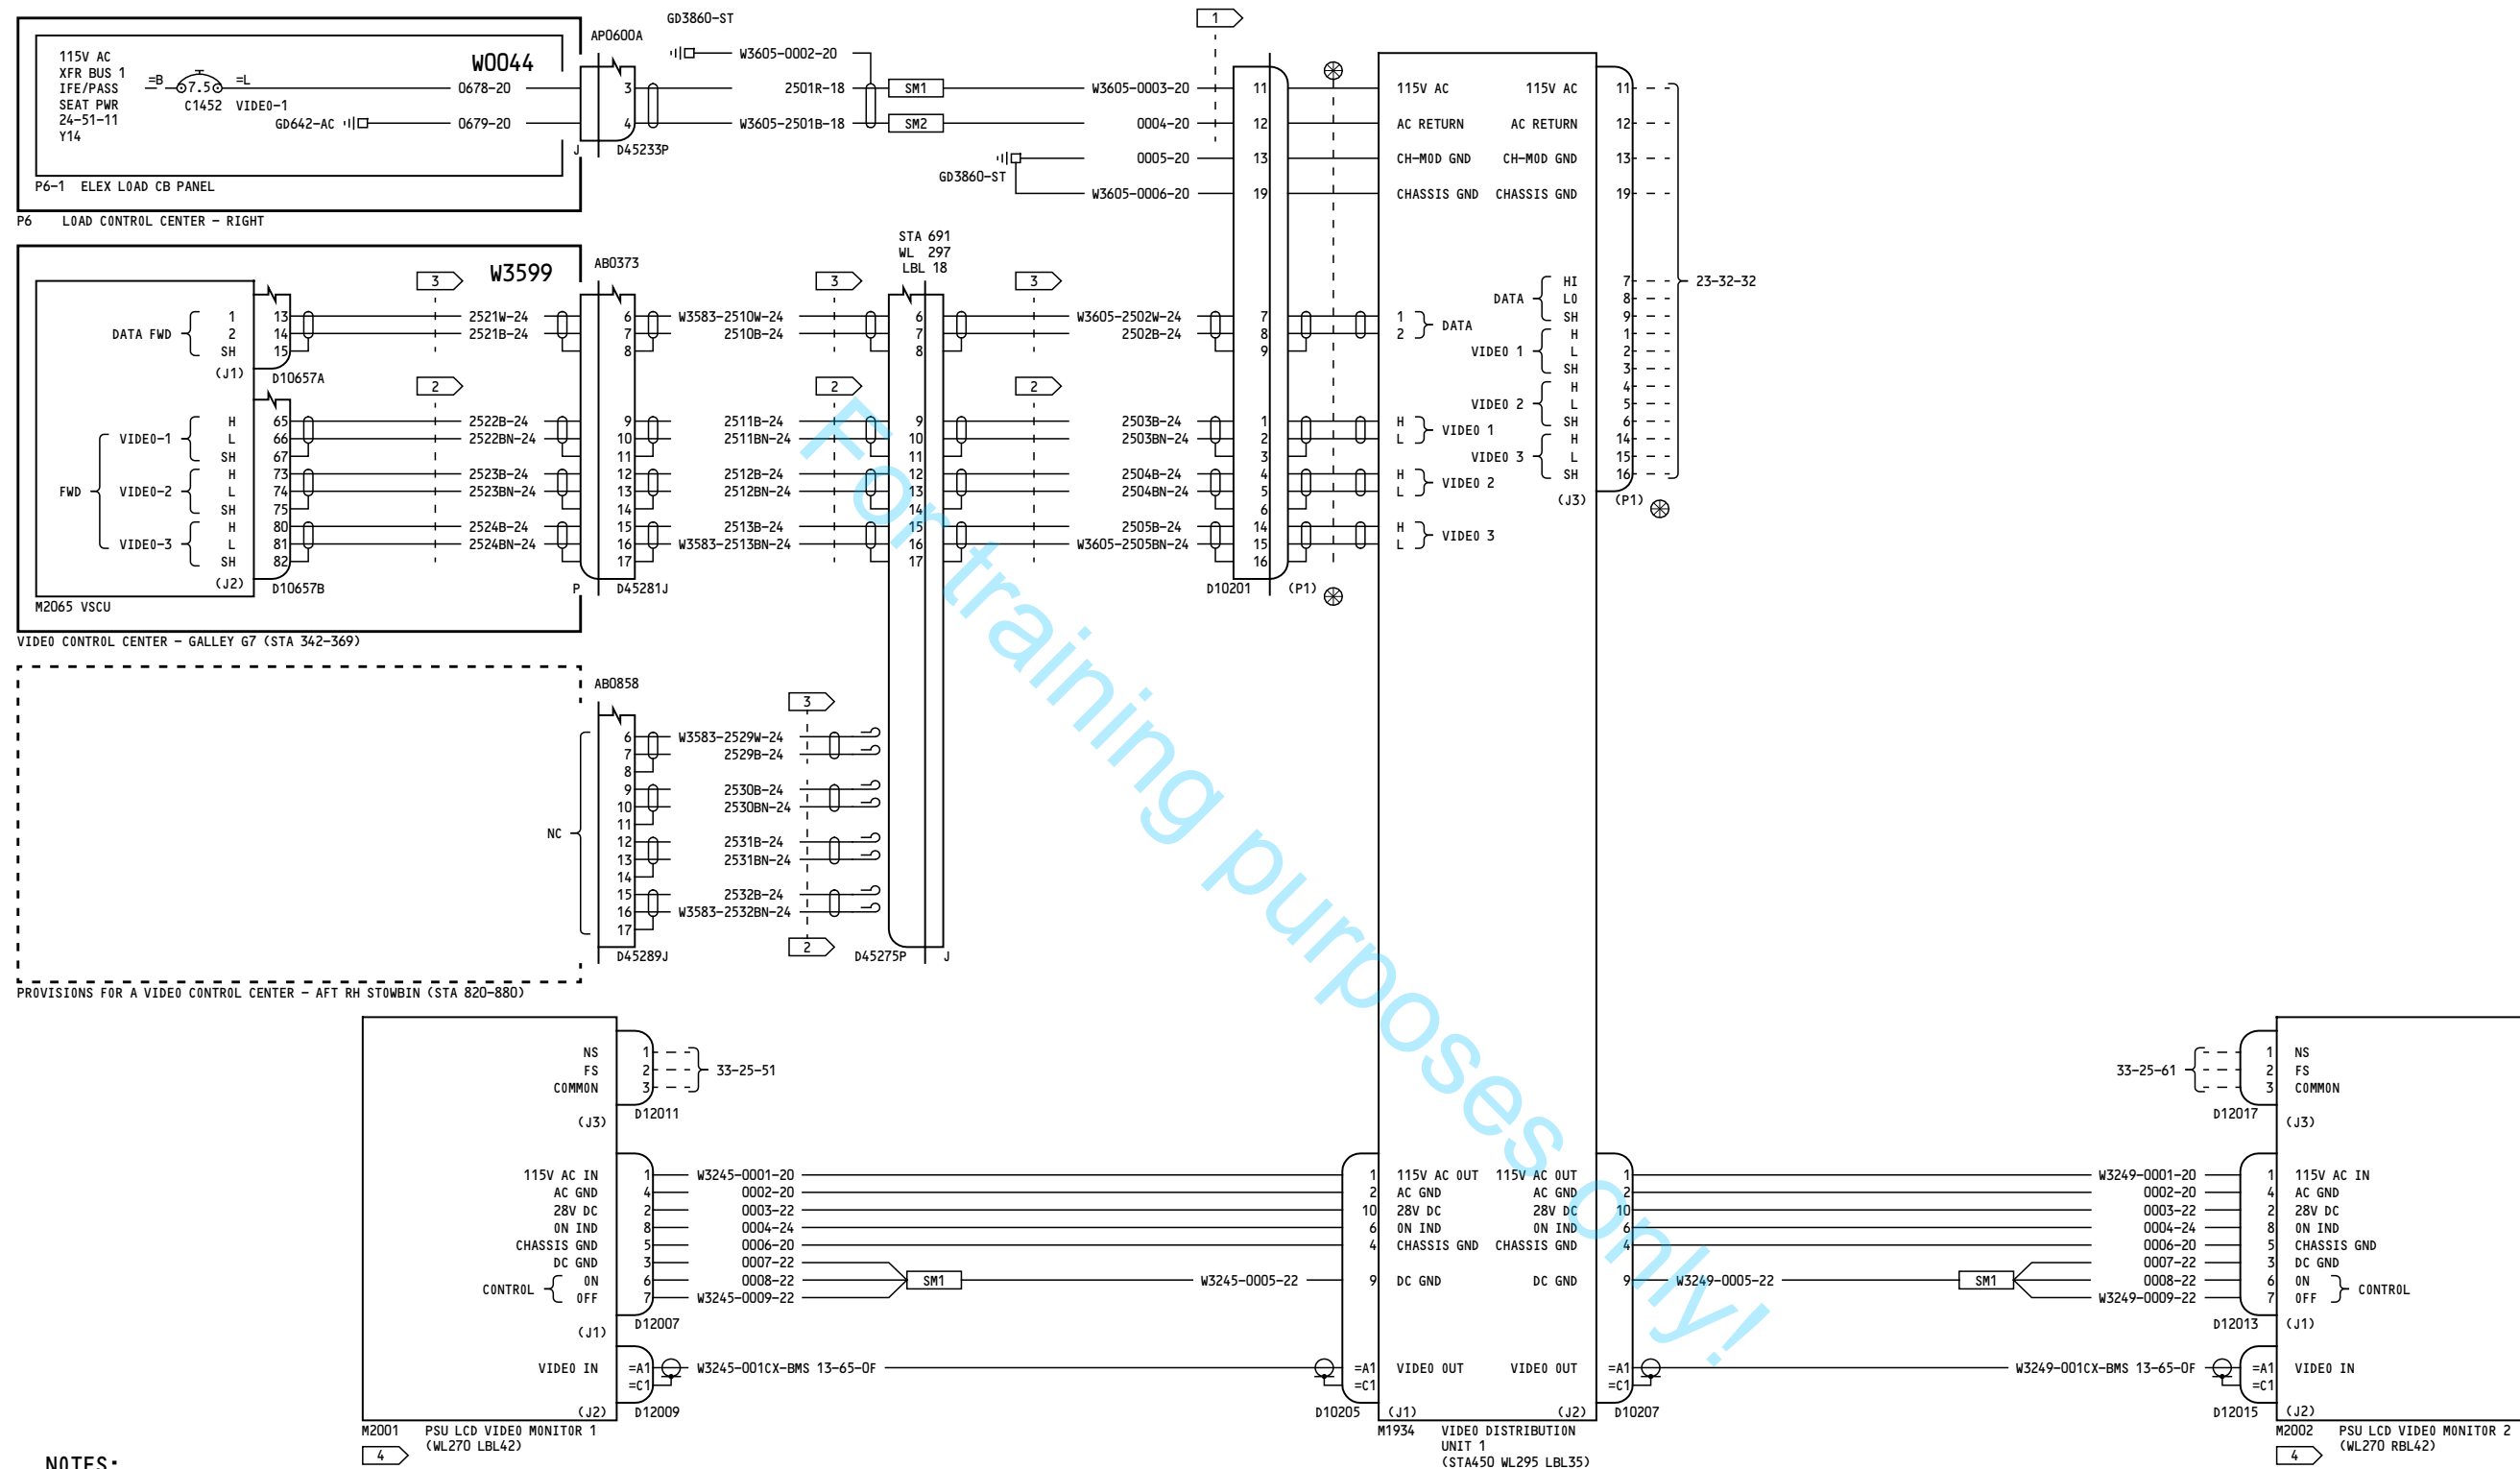 GD3860-ST
1
AP0600A
W3605-0002-20
115V AC
XFR BUS 1
IFE/PASS
SEAT PWR
24-51-11
Y14
=B 7.5 =L
C1452 VIDEO-1
W0044
0678-20
GD642-AC
0679-20
3
4
J D45233P
2501R-18 SM1
W3605-2501B-18 SM2
W3605-0003-20 11
0004-20 12
0005-20 13
GD3860-ST
W3605-0006-20 19
115V AC 115V AC 11
AC RETURN AC RETURN 12
CH-MOD GND CH-MOD GND 13
CHASSIS GND CHASSIS GND 19
P6-1 ELEX LOAD CB PANEL
P6 LOAD CONTROL CENTER - RIGHT
STA 691
WL 297
LBL 18
W3599
AB0373
3
3
3
DATA FWD
1 13 2521W-24 6 W3583-2510W-24 6 W3605-2502W-24 7 1
2 14 2521B-24 7 2510B-24 7 2502B-24 8 2
DATA
SH 15 8 8 9
(J1) D10657A
2
2
2
FWD
VIDEO-1
H 65 2522B-24 9 2511B-24 9 2503B-24 1 H
L 66 2522BN-24 10 2511BN-24 10 2503BN-24 2 L
VIDEO 1
SH 67 11 11 3
VIDEO-2
H 73 2523B-24 12 2512B-24 12 2504B-24 4 H
L 74 2523BN-24 13 2512BN-24 13 2504BN-24 5 L
VIDEO 2
SH 75 14 14 6
VIDEO-3
H 80 2524B-24 15 2513B-24 15 2505B-24 14 H
L 81 2524BN-24 16 W3583-2513BN-24 16 W3605-2505BN-24 15 L
VIDEO 3
SH 82 17 17 16
(J2) D10657B
P D45281J
D10201 (P1)
M2065 VSCU
VIDEO CONTROL CENTER - GALLEY G7 (STA 342-369)
23-32-32
DATA
HI 7
LO 8
SH 9
VIDEO 1
H 1
L 2
SH 3
VIDEO 2
H 4
L 5
SH 6
VIDEO 3
H 14
L 15
SH 16
(J3) (P1)
AB0858
3
NC
6 W3583-2529W-24
7 2529B-24
8
9 2530B-24
10 2530BN-24
11
12 2531B-24
13 2531BN-24
14
15 2532B-24
16 W3583-2532BN-24
17
D45289J
2
D45275P J
PROVISIONS FOR A VIDEO CONTROL CENTER - AFT RH STOWBIN (STA 820-880)
NS 1
FS 2
COMMON 3
33-25-51
D12011
(J3)
33-25-61
1 NS
2 FS
3 COMMON
D12017
(J3)
115V AC IN 1 W3245-0001-20 1 115V AC OUT 115V AC OUT 1 W3249-0001-20 1 115V AC IN
AC GND 4 0002-20 2 AC GND AC GND 2 0002-20 4 AC GND
28V DC 2 0003-22 10 28V DC 28V DC 10 0003-22 2 28V DC
ON IND 8 0004-24 6 ON IND ON IND 6 0004-24 8 ON IND
CHASSIS GND 5 0006-20 4 CHASSIS GND CHASSIS GND 4 0006-20 5 CHASSIS GND
DC GND 3 0007-22 0007-22 3 DC GND
CONTROL ON 6 0008-22 SM1 W3245-0005-22 9 DC GND DC GND 9 W3249-0005-22 SM1 0008-22 6 ON CONTROL
OFF 7 W3245-0009-22 W3249-0009-22 7 OFF
D12007
(J1)
D12013 (J1)
VIDEO IN =A1 W3245-001CX-BMS 13-65-0F =A1 VIDEO OUT VIDEO OUT =A1 W3249-001CX-BMS 13-65-0F =A1 VIDEO IN
=C1 =C1 =C1 =C1
(J2) D12009
D10205 (J1) (J2) D10207
D12015 (J2)
M2001 PSU LCD VIDEO MONITOR 1
(WL270 LBL42)
4
M1934 VIDEO DISTRIBUTION
UNIT 1
(STA450 WL295 LBL35)
M2002 PSU LCD VIDEO MONITOR 2
(WL270 RBL42)
4
NOTES:
For training purposes only!